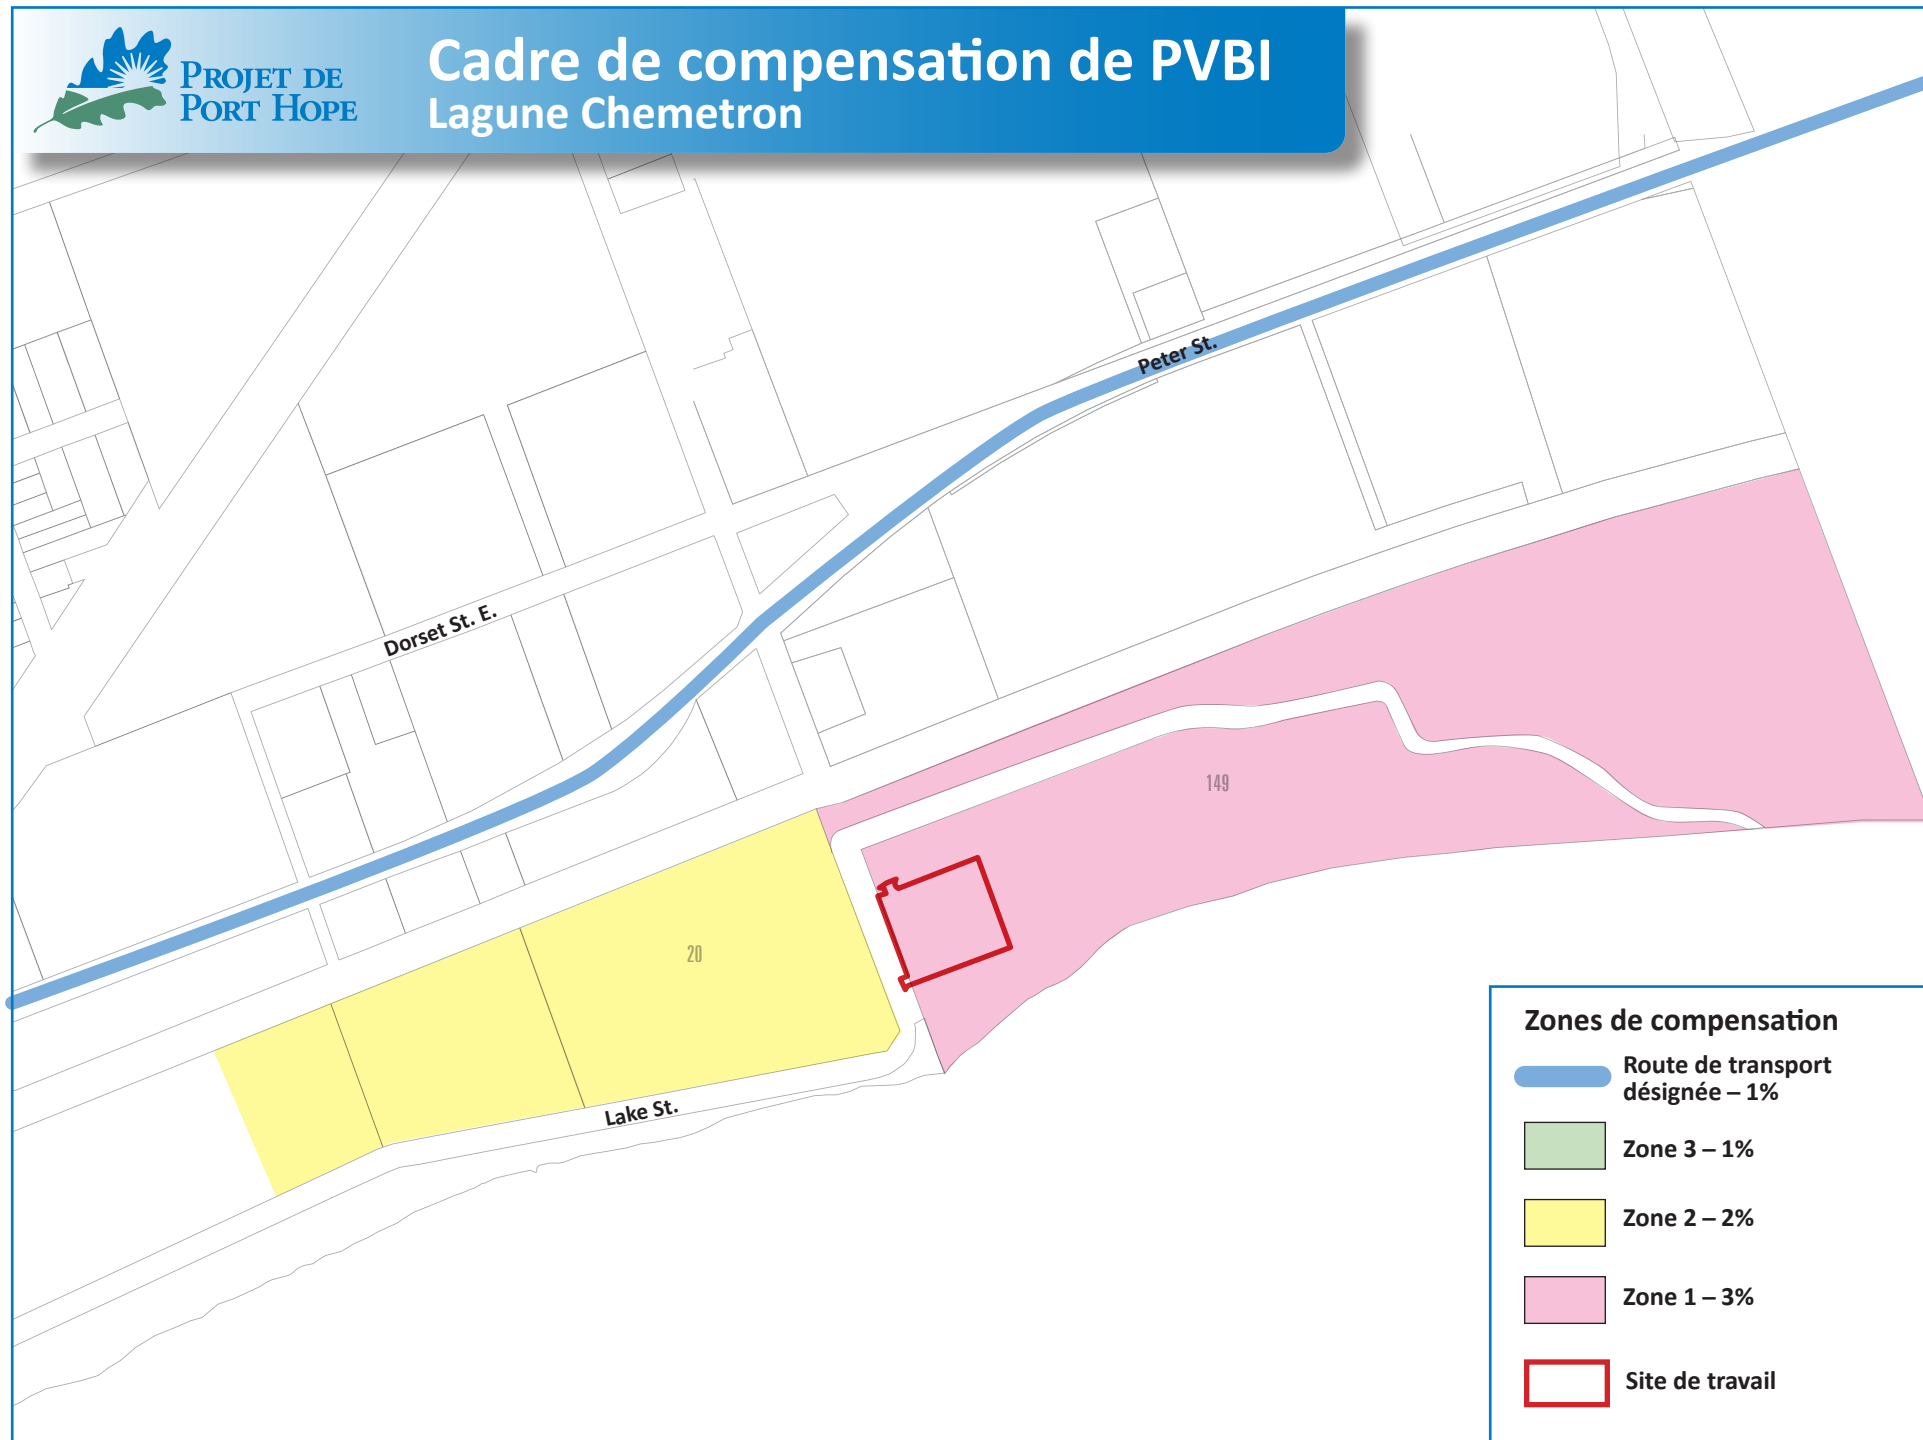 PROJET DE
PORT HOPE
Cadre de compensation de PVBI
Lagune Chemetron
Peter St.
Dorset St. E.
149
20
Lake St.
Zones de compensation
Route de transport
désignée – 1%
Zone 3 – 1%
Zone 2 – 2%
Zone 1 – 3%
Site de travail